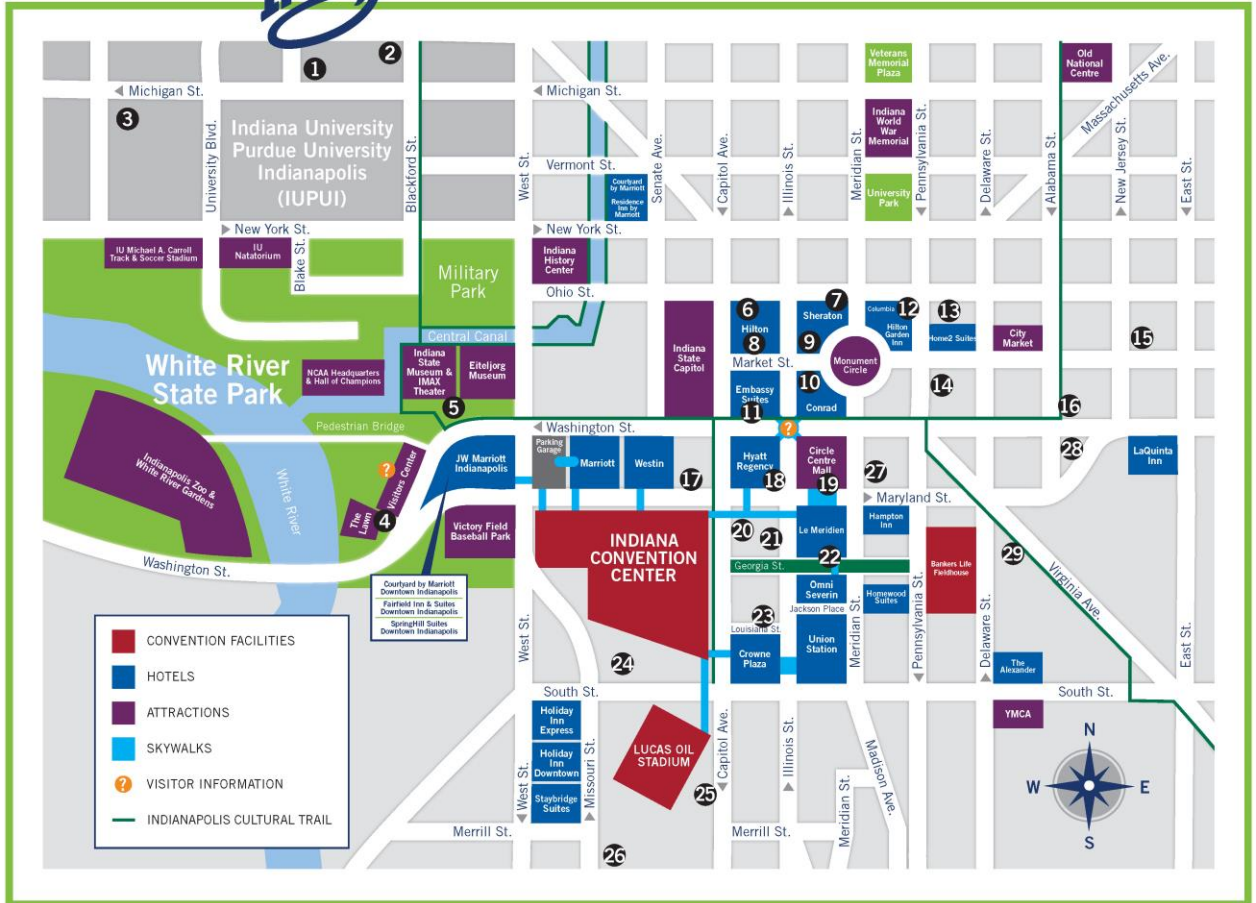 2
1
3
Michigan St.
Michigan St.
Veterans
Memorial
Plaza
Old
National
Centre
Massachusetts Ave.
Indiana
World
War
Memorial
Indiana University
Purdue University
Indianapolis
(IUPUI)
University Blvd.
Blackford St.
West St.
Vermont St.
Courtyard
by Marriott
Residence
Inn by
Marriott
Senate Ave.
Capitol Ave.
Illinois St.
Meridian St.
University
Park
Pennsylvania St.
Delaware St.
Alabama St.
New Jersey St.
East St.
New York St.
New York St.
IU Michael A. Carroll
Track & Soccer Stadium
IU
Natatorium
Blake St.
Military
Park
Indiana
History
Center
Ohio St.
Central Canal
6
Hilton
8
7
Sheraton
9
Columbia
12
Hilton
Garden
Inn
13
Home2 Suites
City
Market
15
Market St.
Monument
Circle
Indiana
State
Capitol
White River
State Park
NCAA Headquarters
& Hall of Champions
Indiana
State
Museum &
IMAX
Theater
Eiteljorg
Museum
5
Embassy
Suites
11
10
Conrad
14
16
Pedestrian Bridge
Washington St.
?
Indianapolis Zoo &
White River Gardens
White River
?
Visitors Center
The
Lawn
4
JW Marriott
Indianapolis
Parking
Garage
Marriott
Westin
17
Hyatt
Regency
18
Circle
Centre
Mall
19
27
28
LaQuinta
Inn
Maryland St.
Washington St.
Victory Field
Baseball Park
INDIANA
CONVENTION
CENTER
20
21
Le Meridien
Hampton
Inn
22
Georgia St.
Bankers Life
Fieldhouse
29
Virginia Ave.
Omni
Severin
Homewood
Suites
Jackson Place
23
Louisiana St.
Crowne
Plaza
Union
Station
Meridian St.
Pennsylvania St.
Delaware St.
The
Alexander
East St.
Courtyard by Marriott
Downtown Indianapolis
Fairfield Inn & Suites
Downtown Indianapolis
SpringHill Suites
Downtown Indianapolis
West St.
24
South St.
South St.
CONVENTION FACILITIES
HOTELS
ATTRACTIONS
SKYWALKS
? VISITOR INFORMATION
INDIANAPOLIS CULTURAL TRAIL
Holiday
Inn
Express
Holiday
Inn
Downtown
Staybridge
Suites
West St.
Missouri St.
LUCAS OIL
STADIUM
25
Capitol Ave.
Illinois St.
Meridian St.
Madison Ave.
YMCA
Merrill St.
Merrill St.
26
N
W
E
S